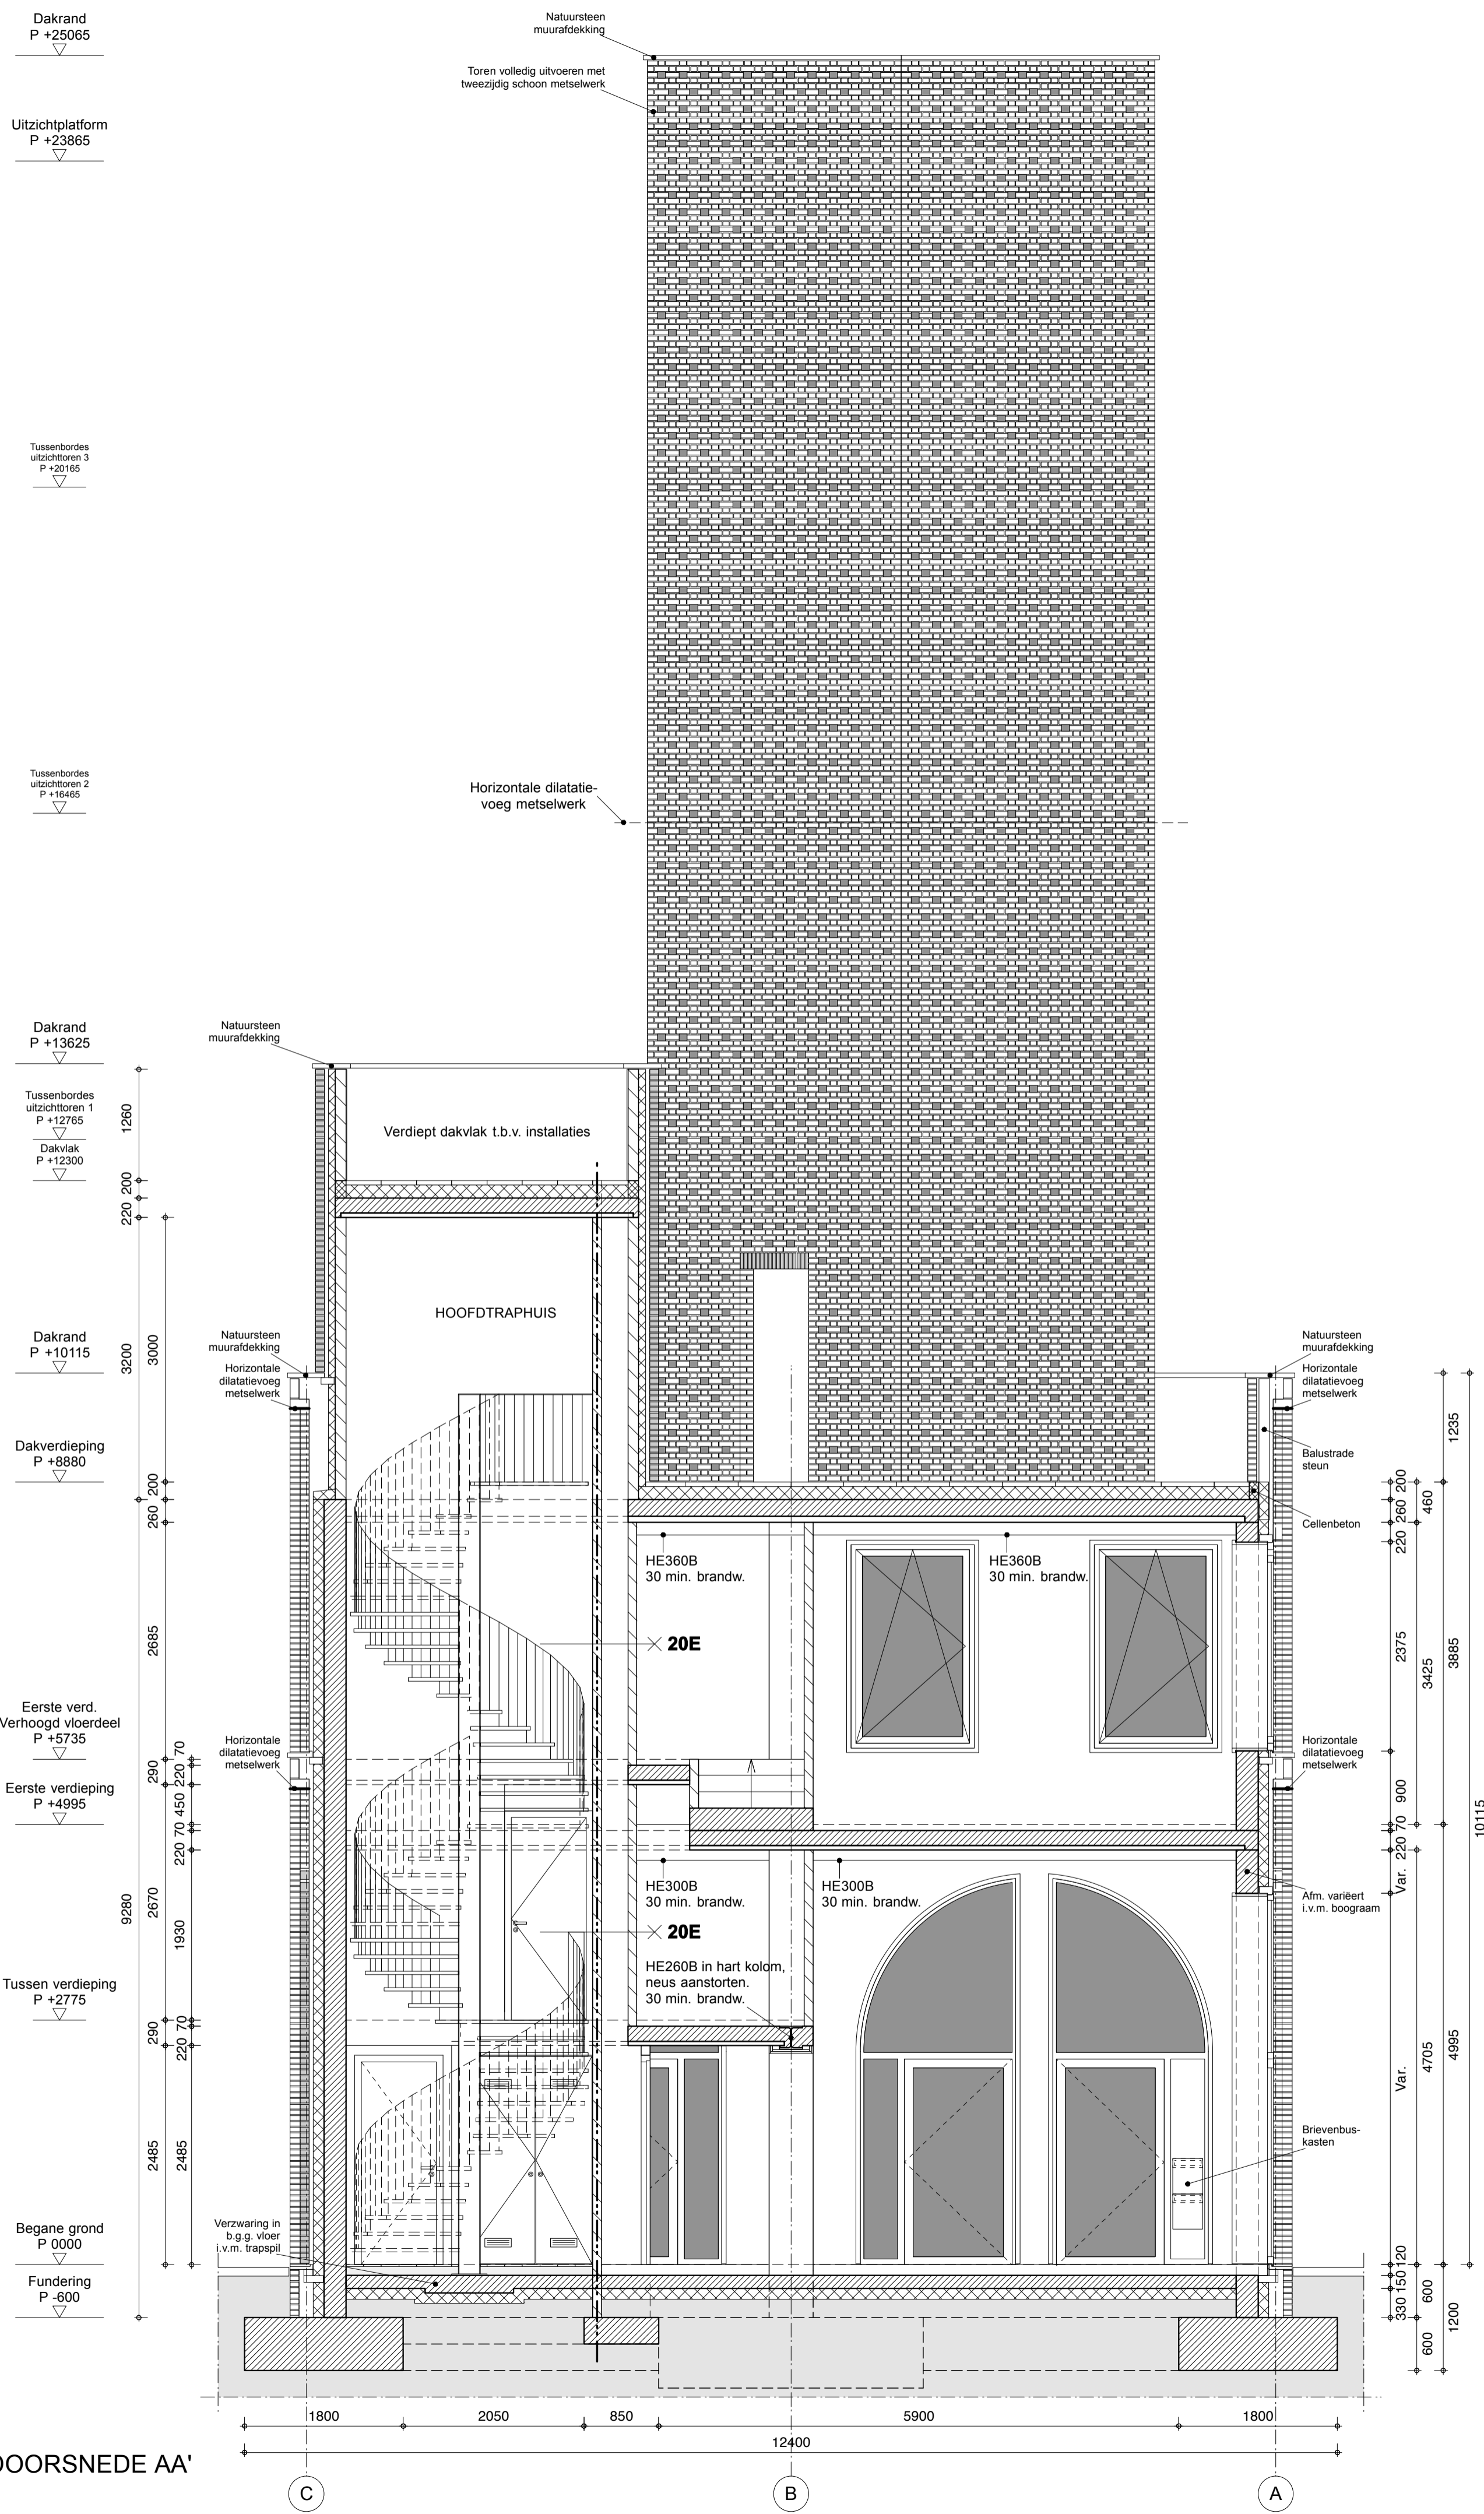 Dakrand
P +25065
Uitzichtplatform
P +23865
Tussenbordes
uitzichttoren 3
P +20165
Tussenbordes
uitzichttoren 2
P +16465
Dakrand
P +13625
Tussenbordes
uitzichttoren 1
P +12765
Dakvlak
P +12300
Dakrand
P +10115
Dakverdieping
P +8880
Eerste verd.
Verhoogd vloerdeel
P +5735
Eerste verdieping
P +4995
Tussen verdieping
P +2775
Begane grond
P 0000
Fundering
P -600
1260
200
220
3200
9280
3000
200
260
2685
290
2670
290
2485
70
220
450
70
220
1930
70
220
2485
Natuursteen
muurafdekking
Toren volledig uitvoeren met
tweezijdig schoon metselwerk
Horizontale dilatatie-
voeg metselwerk
Natuursteen
muurafdekking
Verdiept dakvlak t.b.v. installaties
HOOFDTRAPHUIS
Natuursteen
muurafdekking
Horizontale
dilatatievoeg
metselwerk
Horizontale
dilatatievoeg
metselwerk
HE360B
30 min. brandw.
HE360B
30 min. brandw.
20E
HE300B
30 min. brandw.
HE300B
30 min. brandw.
20E
HE260B in hart kolom,
neus aanstorten.
30 min. brandw.
Verzwaring in
b.g.g. vloer
i.v.m. trapspil
Natuursteen
muurafdekking
Horizontale
dilatatievoeg
metselwerk
Balustrade
steun
Cellenbeton
Horizontale
dilatatievoeg
metselwerk
Afm. variëert
i.v.m. boograam
Brievenbus-
kasten
200
260
220
2375
900
70
220
Var.
Var.
120
150
330
460
3425
4705
600
600
1235
3885
4995
1200
10115
1800
2050
850
5900
1800
12400
DOORSNEDE AA'
C
B
A